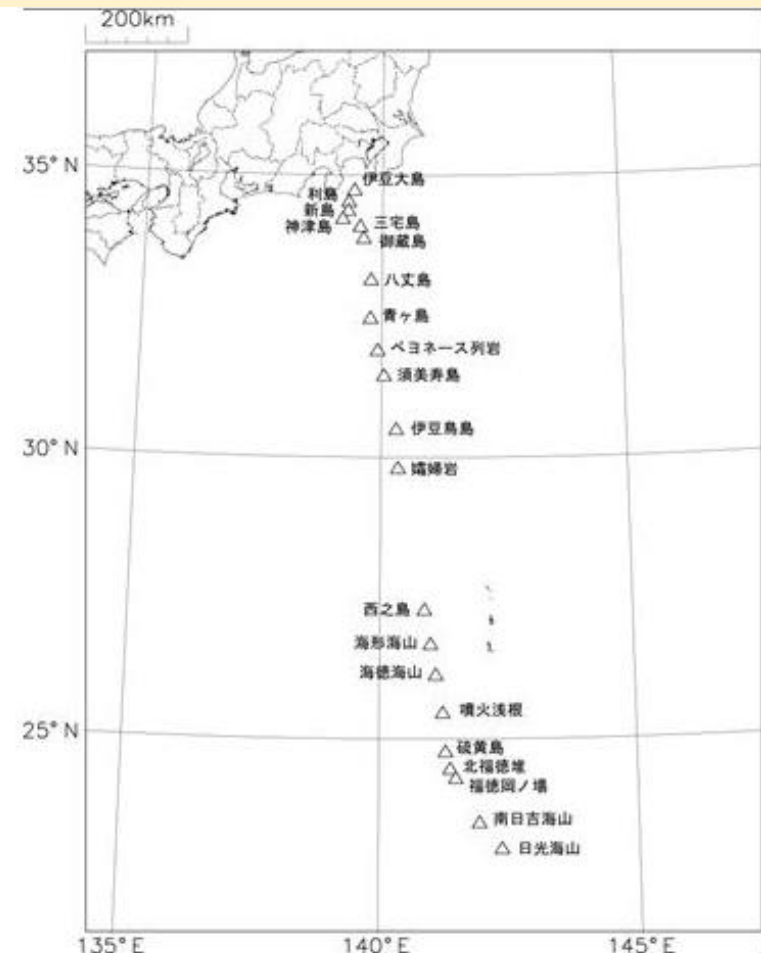 200km
35°N
伊豆大島
利島
新島
神津島
三宅島
御蔵島
八丈島
青ヶ島
ベヨネース列岩
須美寿島
伊豆鳥島
30°N
孀婦岩
西之島
海形海山
海徳海山
噴火浅根
25°N
硫黄島
北福徳堆
福徳岡ノ場
南日吉海山
日光海山
135°E
140°E
145°E